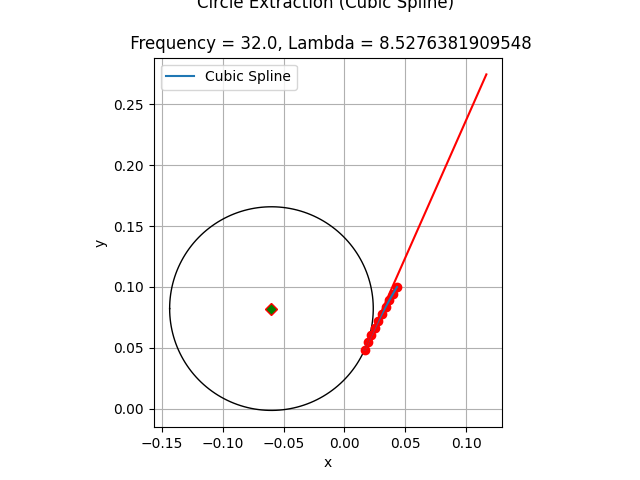 Circle Extraction (Cubic Spline)
Frequency = 32.0, Lambda = 8.5276381909548
Cubic Spline
0.25
0.20
0.15
0.10
0.05
0.00
y
−0.15 −0.10 −0.05 0.00 0.05 0.10
x